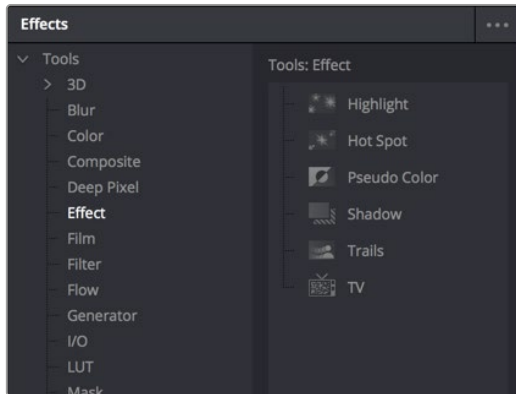 Effects
Tools
3D
Blur
Color
Composite
Deep Pixel
Effect
Film
Filter
Flow
Generator
I/O
LUT
Mask
Tools: Effect
Highlight
Hot Spot
Pseudo Color
Shadow
Trails
TV